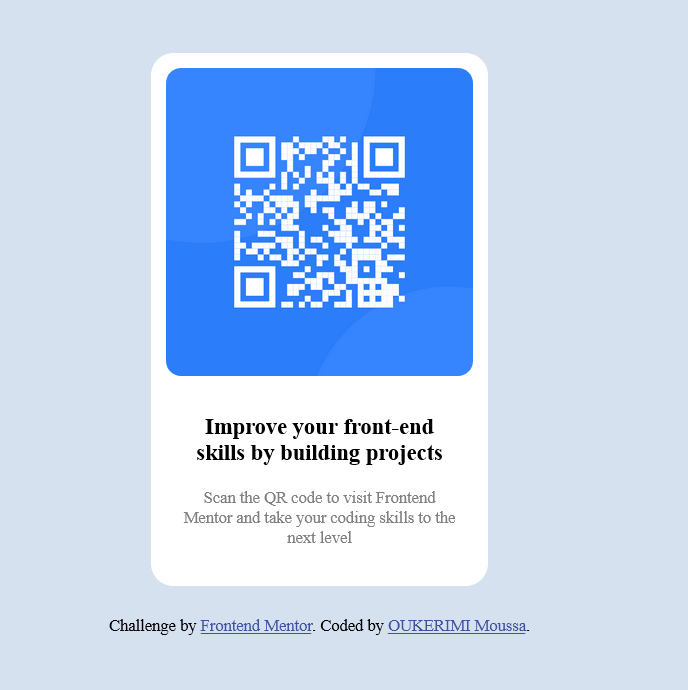 Improve your front-end
skills by building projects
Scan the QR code to visit Frontend
Mentor and take your coding skills to the
next level
Challenge by Frontend Mentor. Coded by OUKERIMI Moussa.